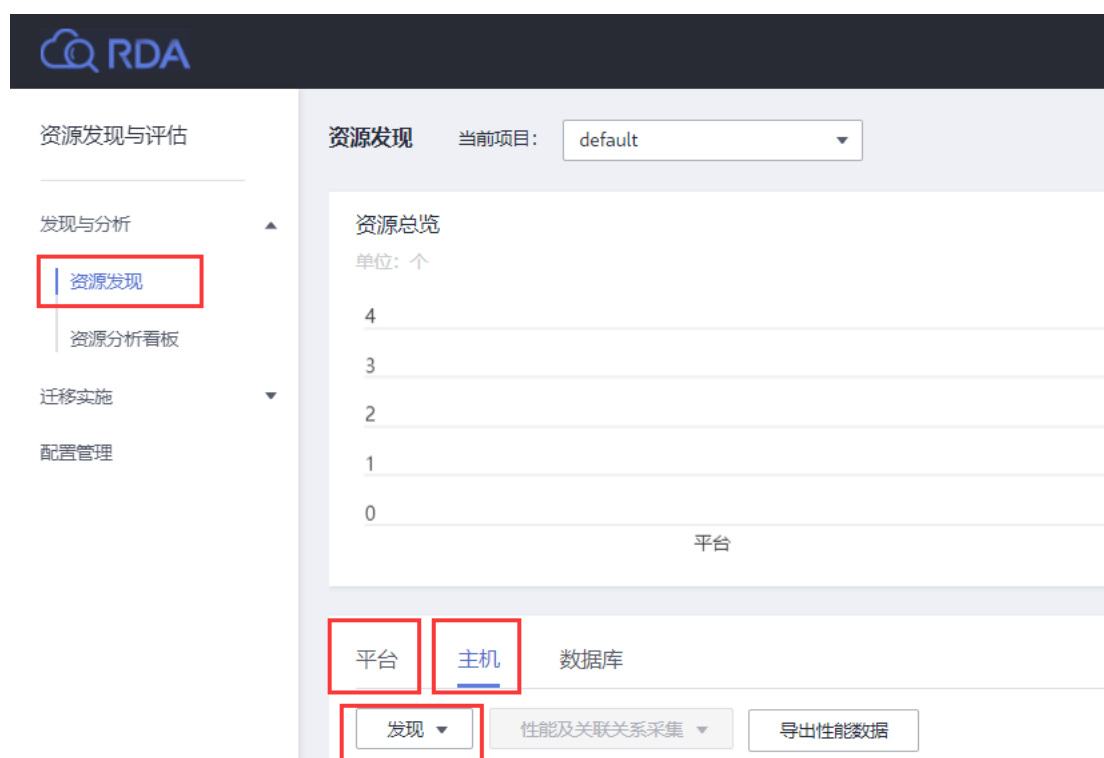 RDA
资源发现与评估
发现与分析
资源发现
资源分析看板
迁移实施
配置管理
资源发现 当前项目： default
资源总览
单位：个
4
3
2
1
0
平台
平台 主机 数据库
发现 性能及关联关系采集 导出性能数据